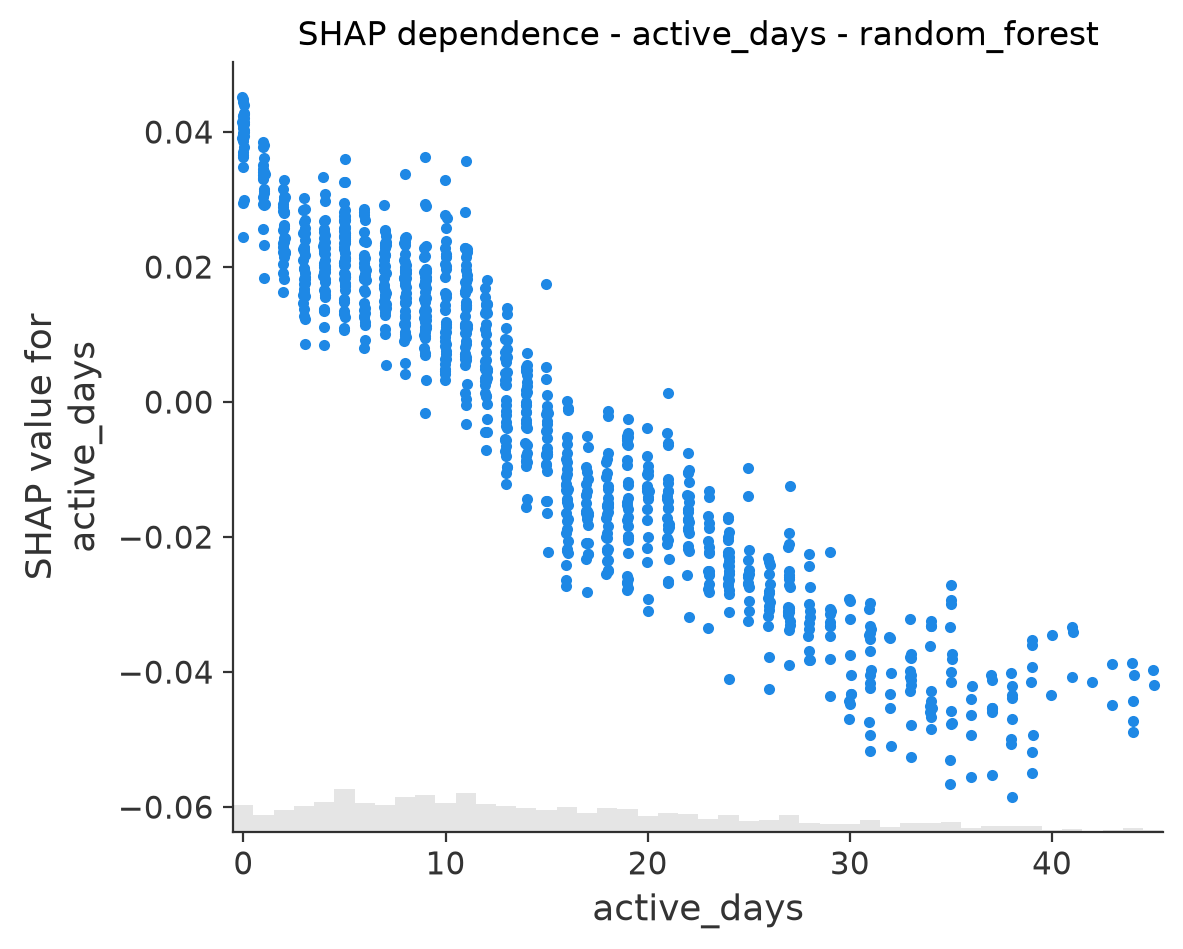 SHAP dependence - active_days - random_forest
0.04
0.02
0.00
−0.02
−0.04
−0.06
SHAP value for
active_days
0
10
20
30
40
active_days